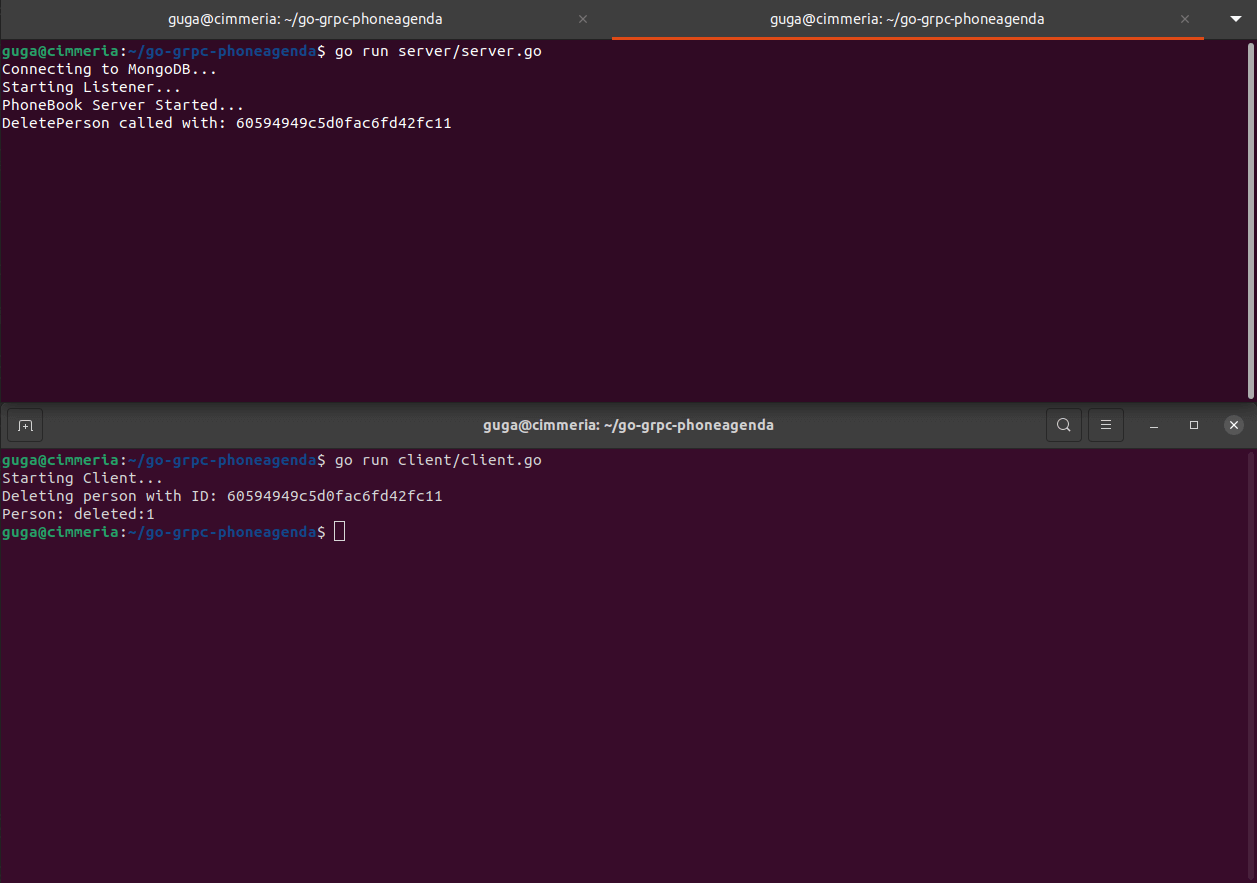 guga@cimmeria: ~/go-grpc-phoneagenda
guga@cimmeria: ~/go-grpc-phoneagenda
guga@cimmeria:~/go-grpc-phoneagenda$ go run server/server.go
Connecting to MongoDB...
Starting Listener...
PhoneBook Server Started...
DeletePerson called with: 60594949c5d0fac6fd42fc11
guga@cimmeria: ~/go-grpc-phoneagenda
guga@cimmeria:~/go-grpc-phoneagenda$ go run client/client.go
Starting Client...
Deleting person with ID: 60594949c5d0fac6fd42fc11
Person: deleted:1
guga@cimmeria:~/go-grpc-phoneagenda$